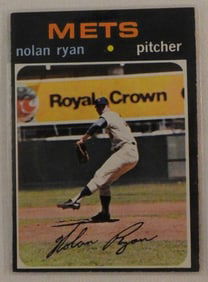 METS
nolan ryan • pitcher
Royal Crown
Nolan Ryan